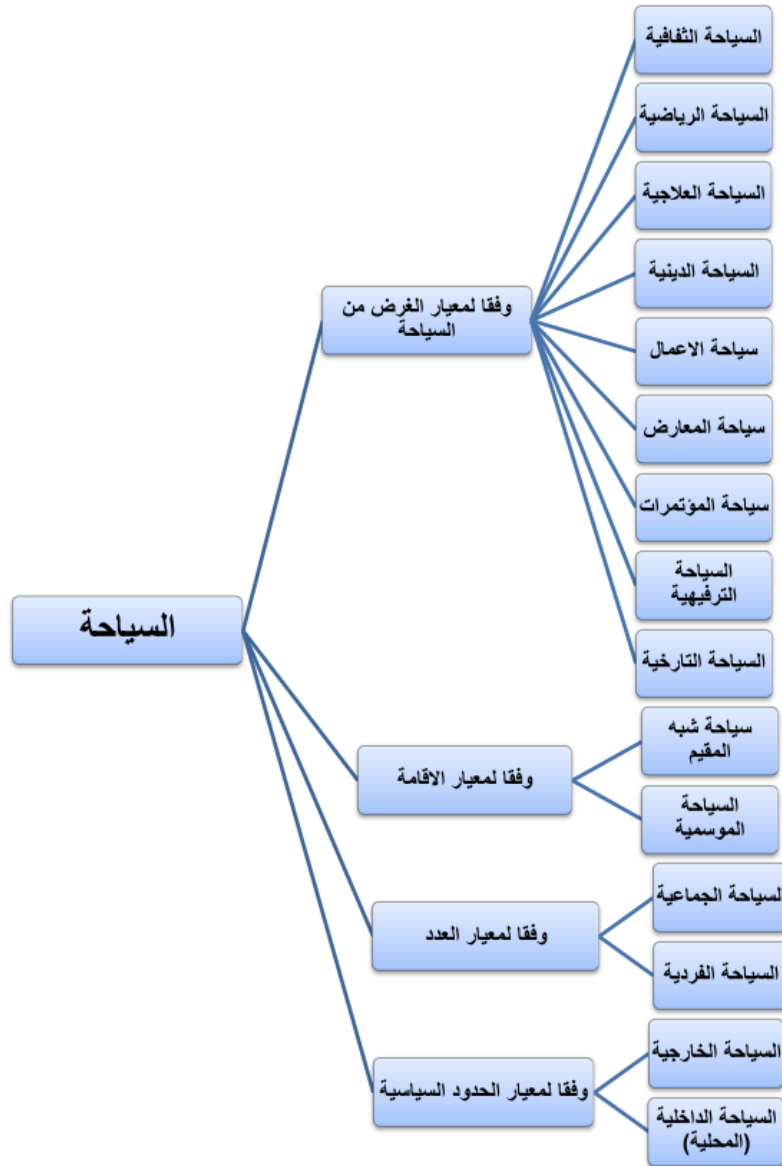 السياحة الثقافية
السياحة الرياضية
السياحة العلاجية
السياحة الدينية
سياحة الاعمال
سياحة المعارض
سياحة المؤتمرات
السياحة
الترفيهية
السياحة التارخية
وفقا لمعيار الغرض من
السياحة
السياحة
سياحة شبه
المقيم
السياحة
الموسمية
وفقا لمعيار الاقامة
السياحة الجماعية
السياحة الفردية
وفقا لمعيار العدد
السياحة الخارجية
السياحة الداخلية
(المحلية)
وفقا لمعيار الحدود السياسية